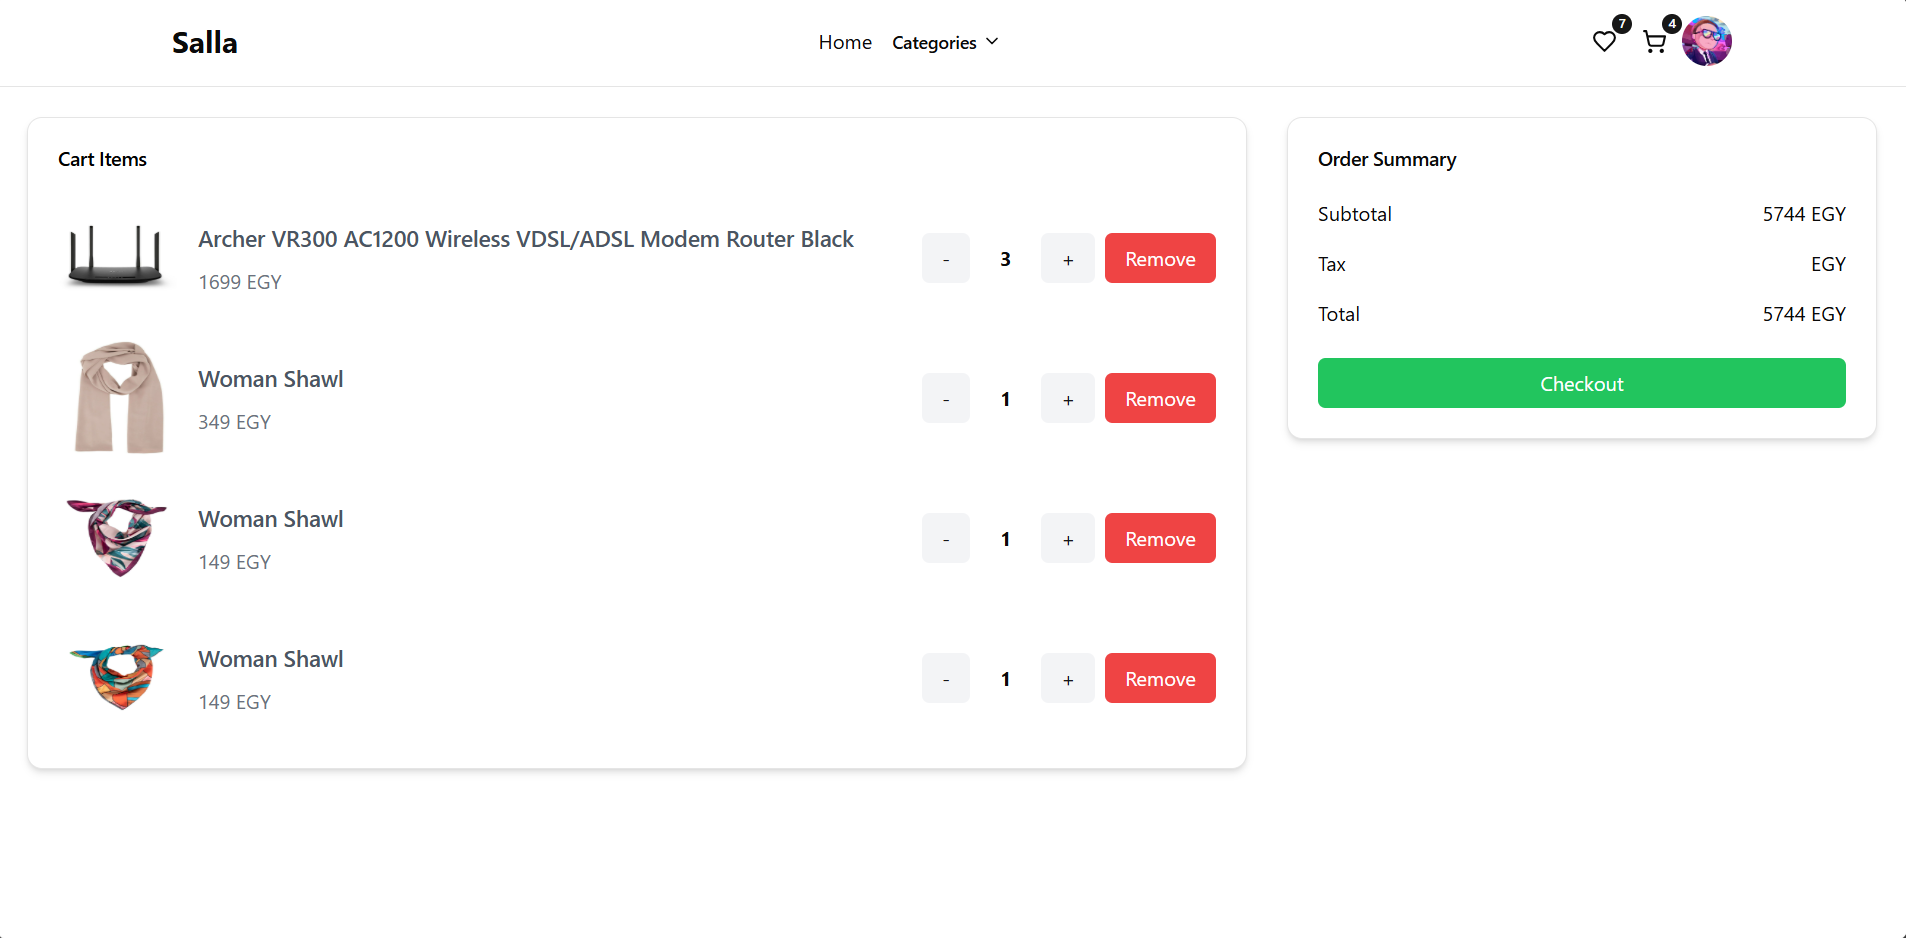 Salla
Home
Categories
7
4
Cart Items
Archer VR300 AC1200 Wireless VDSL/ADSL Modem Router Black
1699 EGY
- 3 + Remove
Woman Shawl
349 EGY
- 1 + Remove
Woman Shawl
149 EGY
- 1 + Remove
Woman Shawl
149 EGY
- 1 + Remove
Order Summary
Subtotal 5744 EGY
Tax EGY
Total 5744 EGY
Checkout